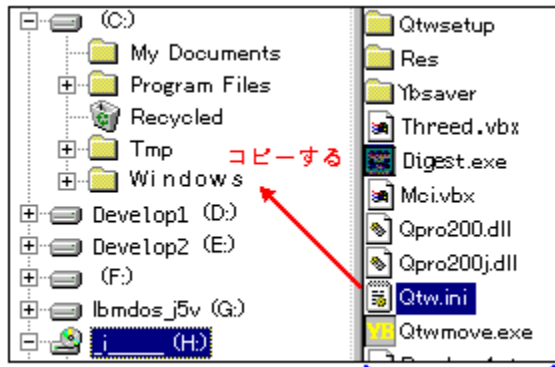 (C:)
My Documents
Program Files
Recycled
Tmp
Windows
Develop1 (D:)
Develop2 (E:)
(F:)
Ibmdos_j5v (G:)
(H:)
コピーする
Qtwsetup
Res
Ybsaver
Threed.vbx
Digest.exe
Mci.vbx
Qpro200.dll
Qpro200j.dll
Qtw.ini
Qtwmove.exe